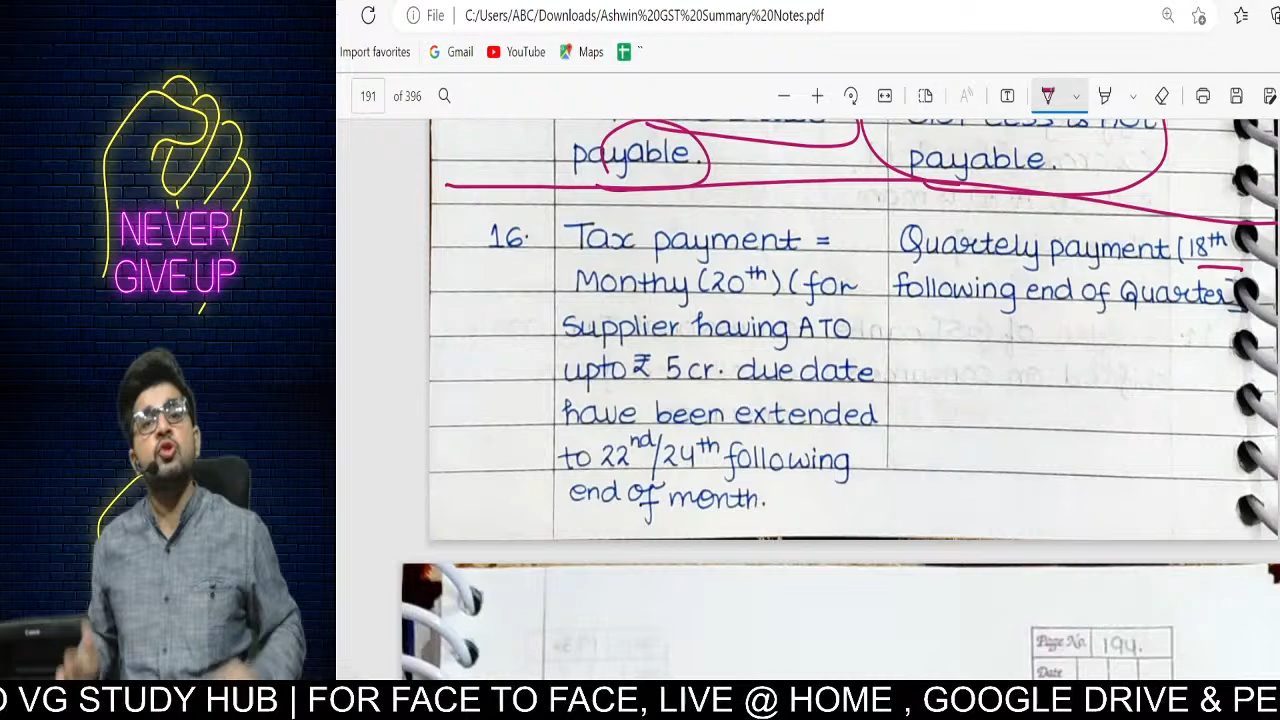 File | C:/Users/ABC/Downloads/Ashwin%20GST%20Summary%20Notes.pdf
Import favorites Gmail YouTube Maps
191 of 396
NEVER
GIVE UP
payable.
payable.
16. Tax payment =
Monthy (20th) (for
supplier having ATO
upto ₹ 5 cr. due date
have been extended
to 22nd/24th following
end of month.
Quartely payment (18th
following end of Quarter)
Page No. 194.
Date
VG STUDY HUB | FOR FACE TO FACE, LIVE @ HOME , GOOGLE DRIVE & PE